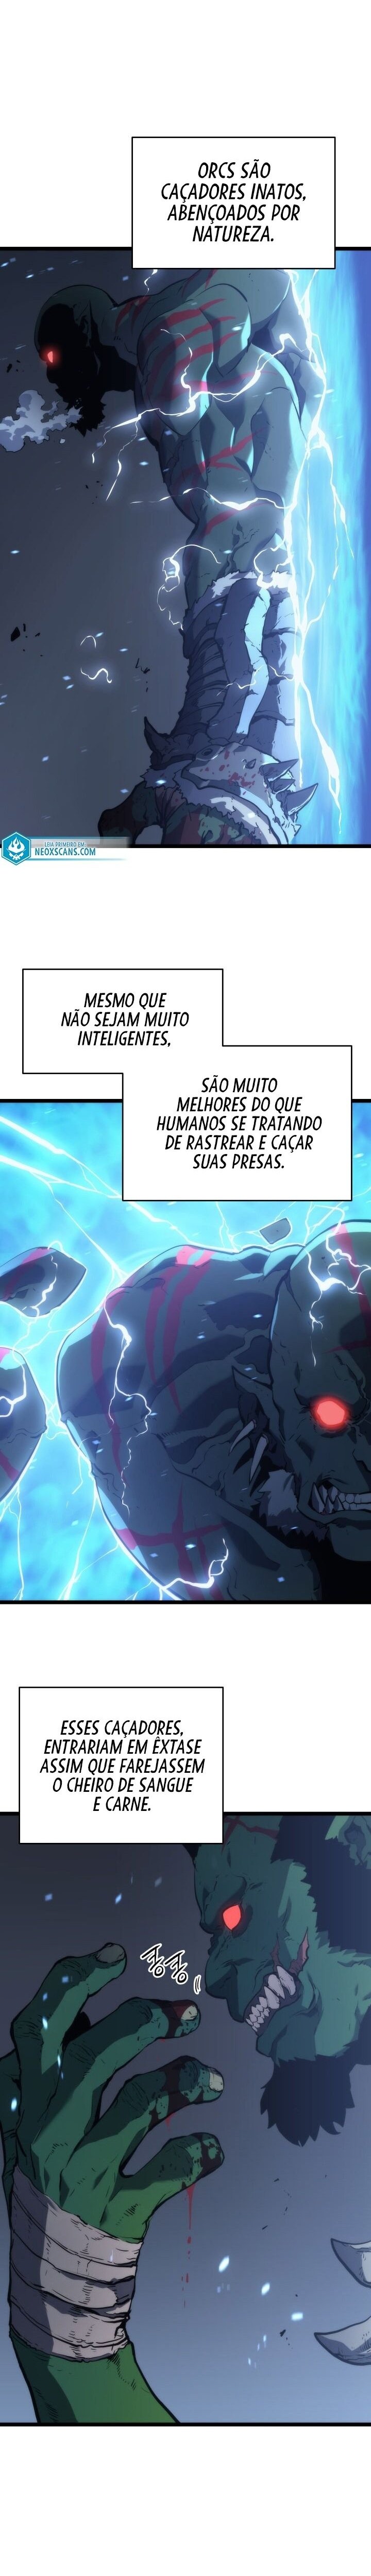 ORCS SÃO
CAÇADORES INATOS,
ABENÇOADOS POR
NATUREZA.
LEIA PRIMEIRO EM
NEOXSCANS.COM
MESMO QUE
NÃO SEJAM MUITO
INTELIGENTES,
SÃO MUITO
MELHORES DO QUE
HUMANOS SE TRATANDO
DE RASTREAR E CAÇAR
SUAS PRESAS.
ESSES CAÇADORES,
ENTRARIAM EM ÊXTASE
ASSIM QUE FAREJASSEM
O CHEIRO DE SANGUE
E CARNE.
킁킁